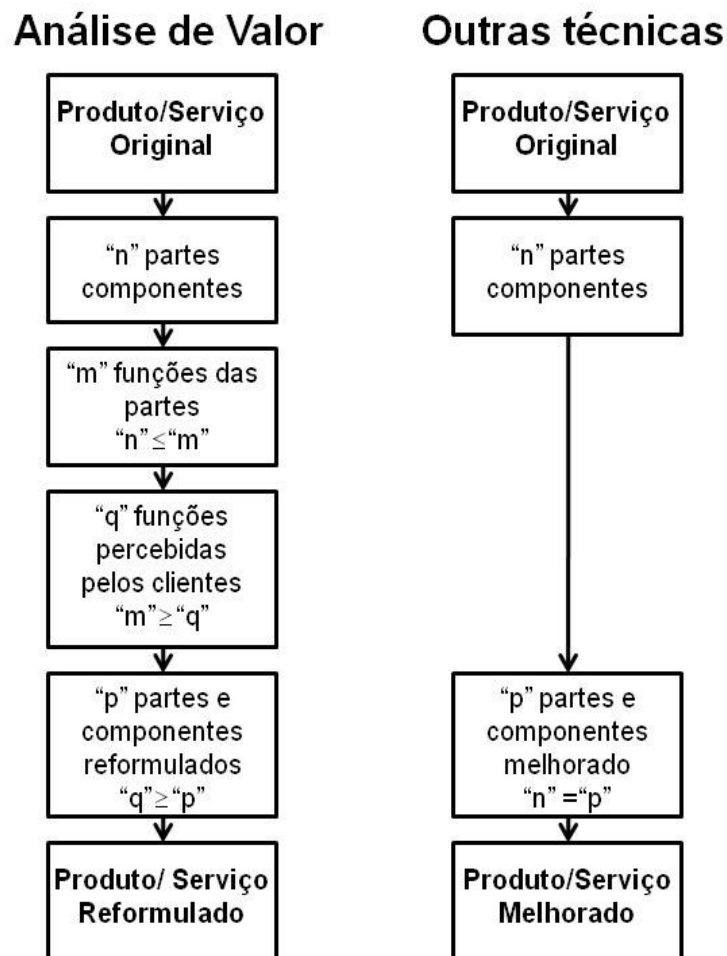 Análise de Valor
Produto/Serviço
Original
“n” partes
componentes
“m” funções das
partes
“n”≤“m”
“q” funções
percebidas
pelos clientes
“m”≥“q”
“p” partes e
componentes
reformulados
“q”≥“p”
Produto/ Serviço
Reformulado
Outras técnicas
Produto/Serviço
Original
“n” partes
componentes
“p” partes e
componentes
melhorado
“n” =“p”
Produto/Serviço
Melhorado